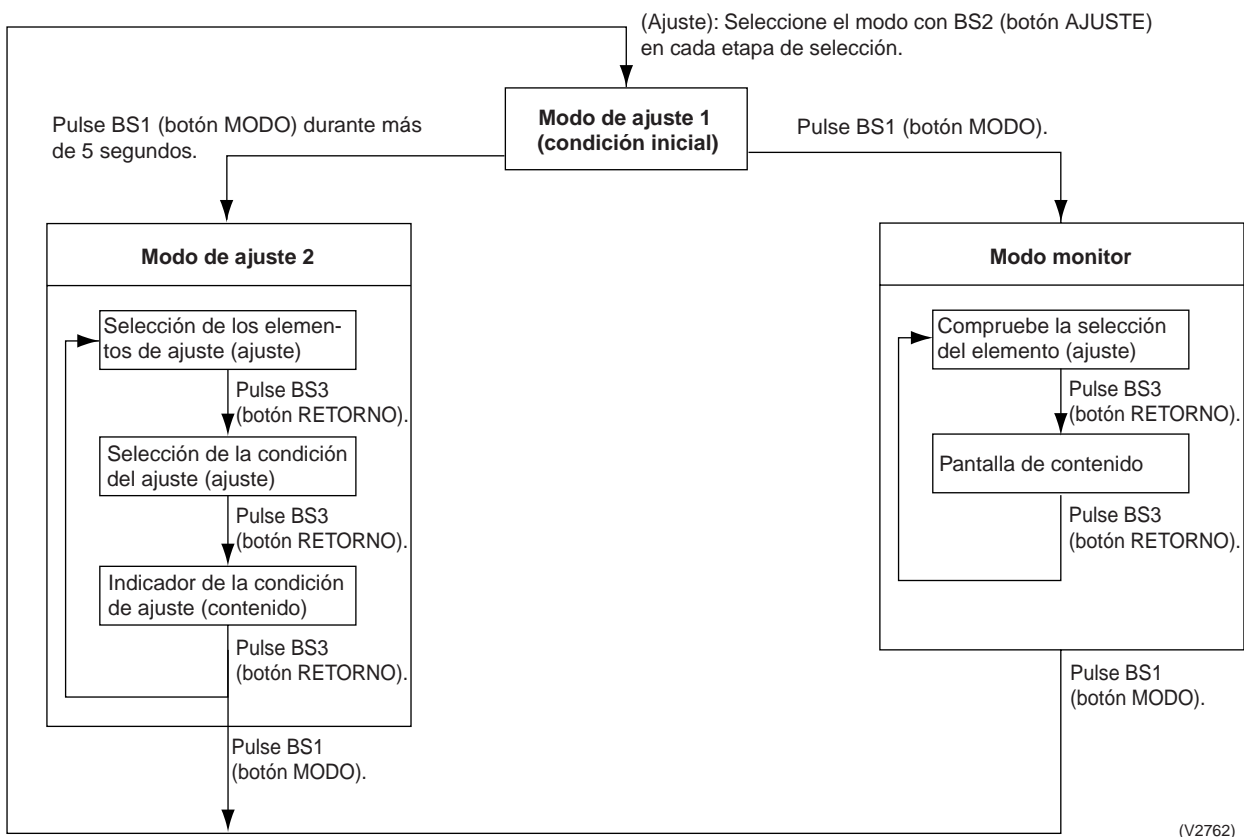 (Ajuste): Seleccione el modo con BS2 (botón AJUSTE)
en cada etapa de selección.
Modo de ajuste 1
(condición inicial)
Pulse BS1 (botón MODO) durante más
de 5 segundos.
Pulse BS1 (botón MODO).
Modo de ajuste 2
Selección de los elemen-
tos de ajuste (ajuste)
Pulse BS3
(botón RETORNO).
Selección de la condición
del ajuste (ajuste)
Pulse BS3
(botón RETORNO).
Indicador de la condición
de ajuste (contenido)
Pulse BS3
(botón RETORNO).
Pulse BS1
(botón MODO).
Modo monitor
Compruebe la selección
del elemento (ajuste)
Pulse BS3
(botón RETORNO).
Pantalla de contenido
Pulse BS3
(botón RETORNO).
Pulse BS1
(botón MODO).
(V2762)